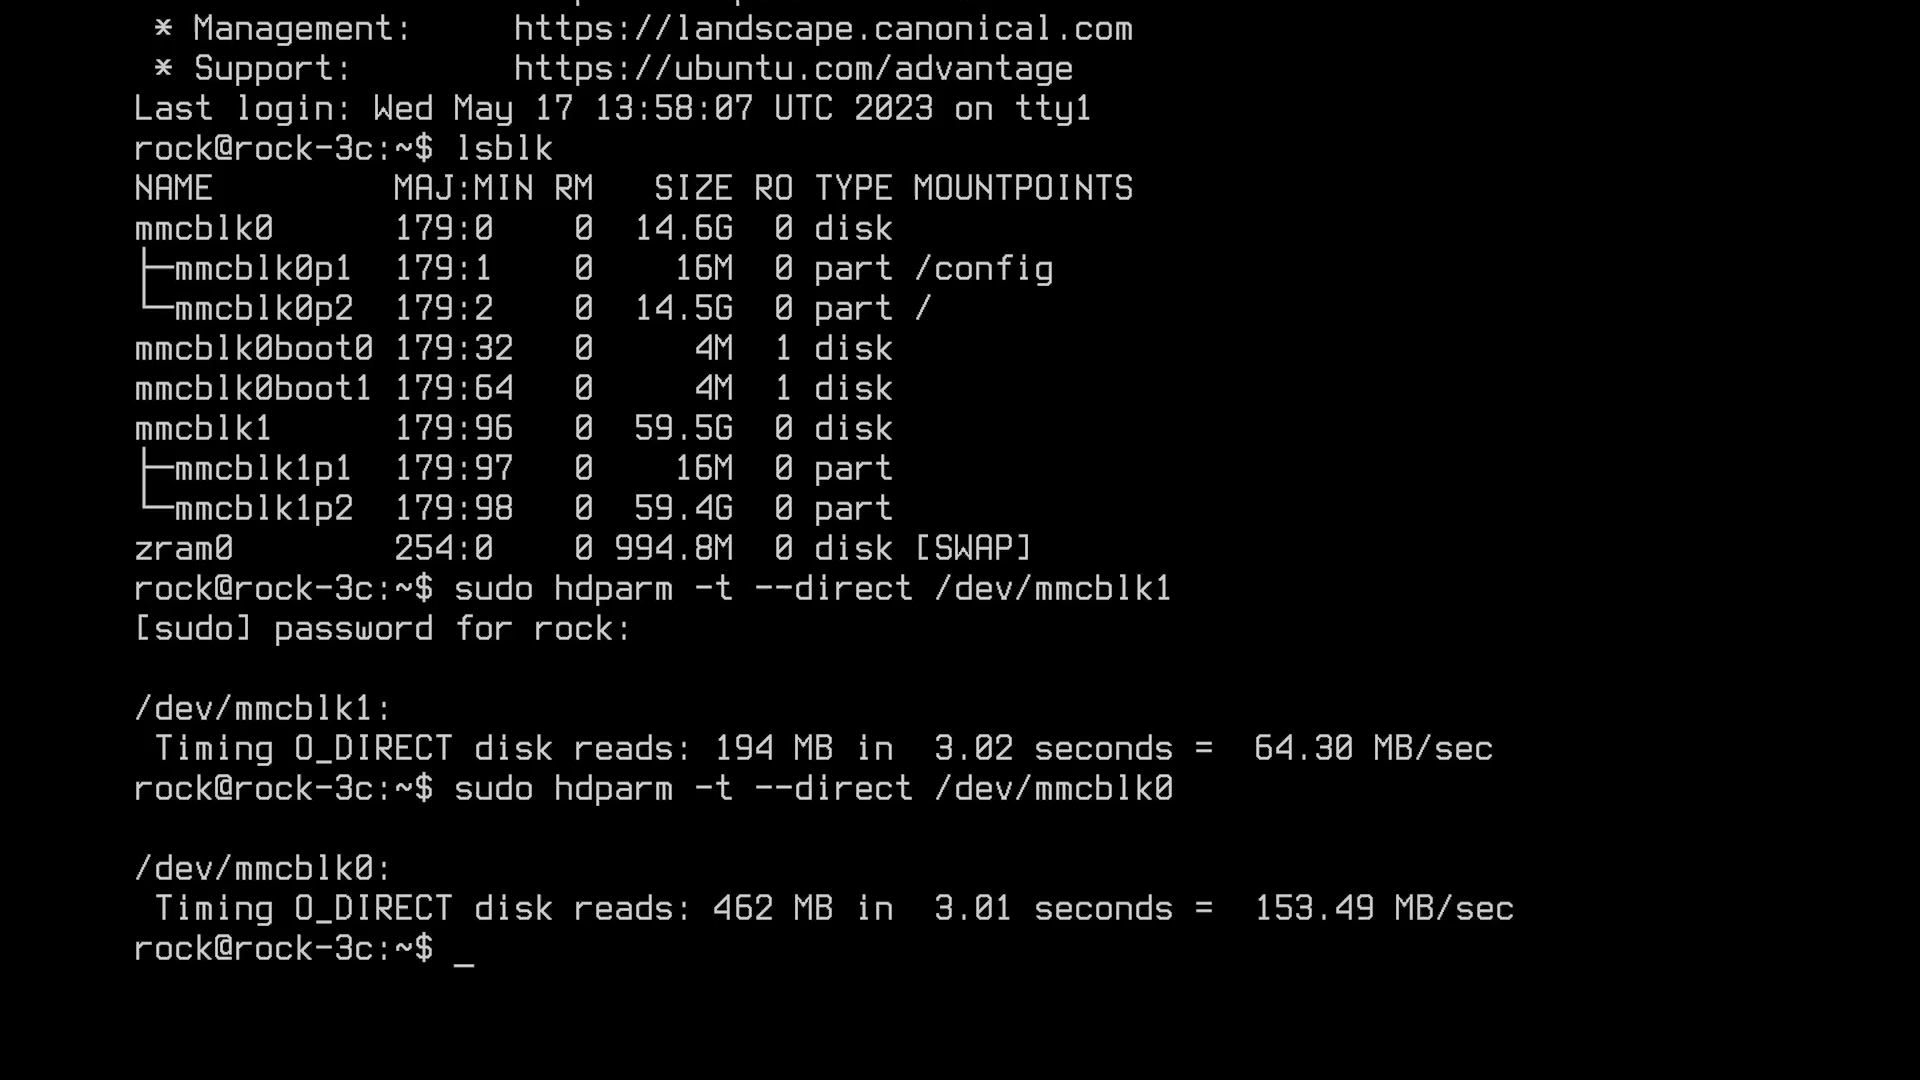 * Management:     https://landscape.canonical.com
 * Support:        https://ubuntu.com/advantage
Last login: Wed May 17 13:58:07 UTC 2023 on tty1
rock@rock-3c:~$ lsblk
NAME         MAJ:MIN RM   SIZE RO TYPE MOUNTPOINTS
mmcblk0      179:0    0  14.6G  0 disk
├─mmcblk0p1  179:1    0    16M  0 part /config
└─mmcblk0p2  179:2    0  14.5G  0 part /
mmcblk0boot0 179:32   0     4M  1 disk
mmcblk0boot1 179:64   0     4M  1 disk
mmcblk1      179:96   0  59.5G  0 disk
├─mmcblk1p1  179:97   0    16M  0 part
└─mmcblk1p2  179:98   0  59.4G  0 part
zram0        254:0    0 994.8M  0 disk [SWAP]
rock@rock-3c:~$ sudo hdparm -t --direct /dev/mmcblk1
[sudo] password for rock:
/dev/mmcblk1:
 Timing O_DIRECT disk reads: 194 MB in  3.02 seconds =  64.30 MB/sec
rock@rock-3c:~$ sudo hdparm -t --direct /dev/mmcblk0
/dev/mmcblk0:
 Timing O_DIRECT disk reads: 462 MB in  3.01 seconds =  153.49 MB/sec
rock@rock-3c:~$ _